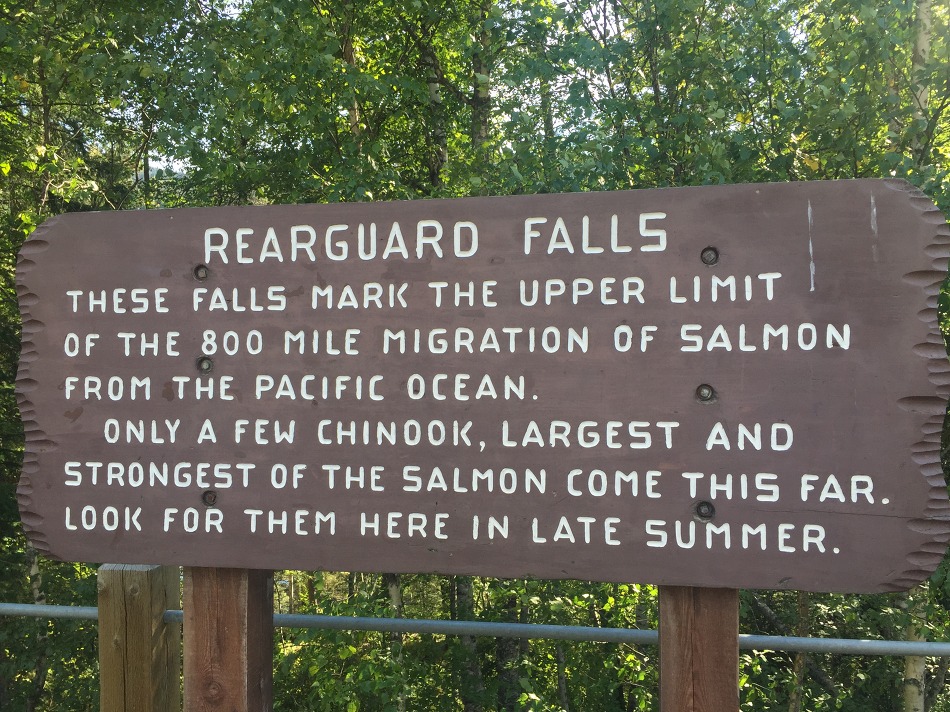 REARGUARD FALLS
THESE FALLS MARK THE UPPER LIMIT
OF THE 800 MILE MIGRATION OF SALMON
FROM THE PACIFIC OCEAN.
ONLY A FEW CHINOOK, LARGEST AND
STRONGEST OF THE SALMON COME THIS FAR.
LOOK FOR THEM HERE IN LATE SUMMER.